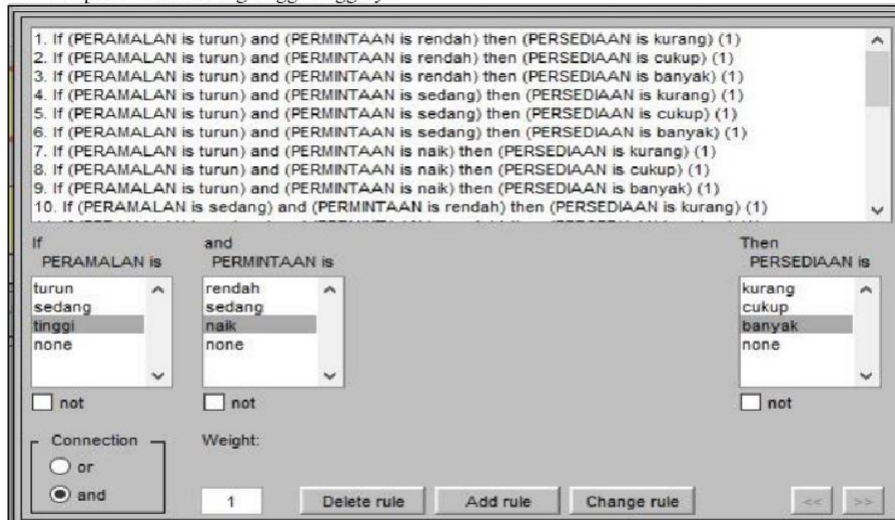 1. If (PERAMALAN is turun) and (PERMINTAAN is rendah) then (PERSEDIAAN is kurang) (1)
2. If (PERAMALAN is turun) and (PERMINTAAN is rendah) then (PERSEDIAAN is cukup) (1)
3. If (PERAMALAN is turun) and (PERMINTAAN is rendah) then (PERSEDIAAN is banyak) (1)
4. If (PERAMALAN is turun) and (PERMINTAAN is sedang) then (PERSEDIAAN is kurang) (1)
5. If (PERAMALAN is turun) and (PERMINTAAN is sedang) then (PERSEDIAAN is cukup) (1)
6. If (PERAMALAN is turun) and (PERMINTAAN is sedang) then (PERSEDIAAN is banyak) (1)
7. If (PERAMALAN is turun) and (PERMINTAAN is naik) then (PERSEDIAAN is kurang) (1)
8. If (PERAMALAN is turun) and (PERMINTAAN is naik) then (PERSEDIAAN is cukup) (1)
9. If (PERAMALAN is turun) and (PERMINTAAN is naik) then (PERSEDIAAN is banyak) (1)
10. If (PERAMALAN is sedang) and (PERMINTAAN is rendah) then (PERSEDIAAN is kurang) (1)
If
PERAMALAN is
turun
sedang
tinggi
none
not
and
PERMINTAAN is
rendah
sedang
naik
none
not
Then
PERSEDIAAN is
kurang
cukup
banyak
none
not
Connection
or
and
Weight:
1
Delete rule
Add rule
Change rule
<<
>>